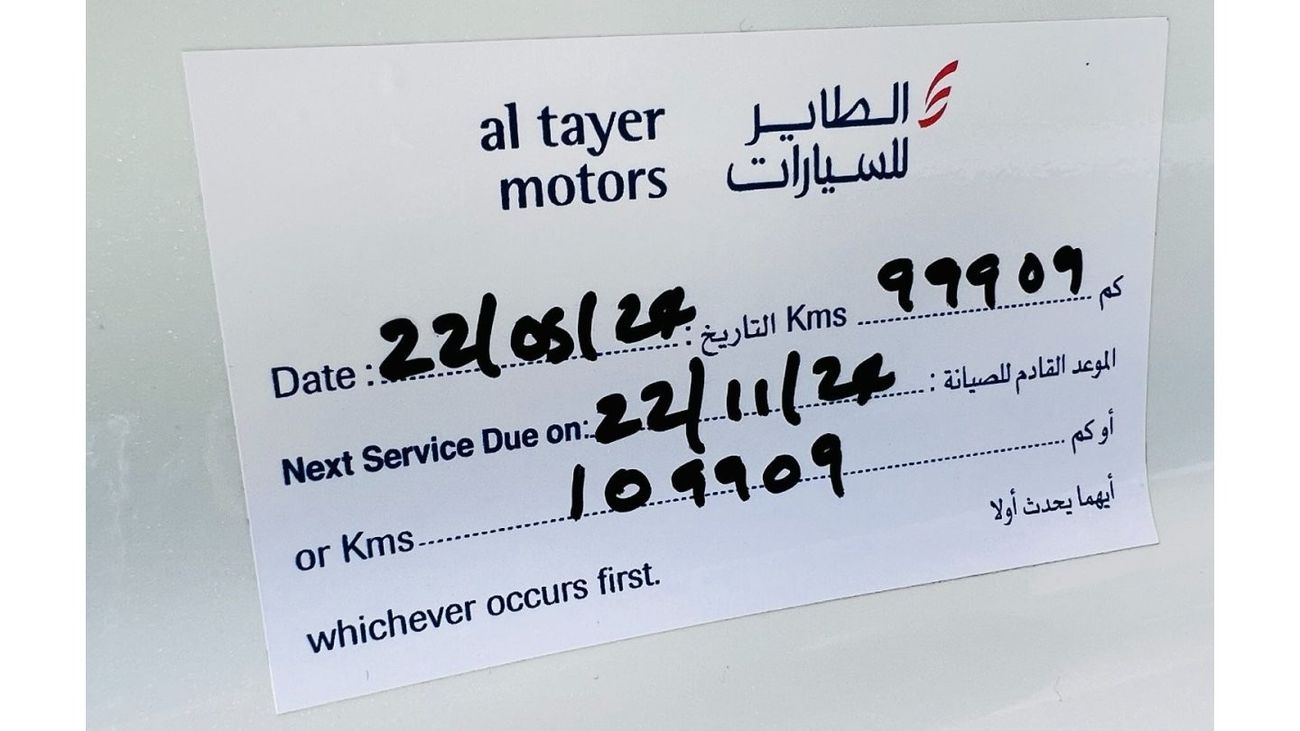 al tayer الطاير
motors للسيارات
Date : 22/05/24 : التاريخ Kms 99909 كم
Next Service Due on: 22/11/24 : الموعد القادم للصيانة
or Kms 109909 أو كم
whichever occurs first. أيهما يحدث أولا